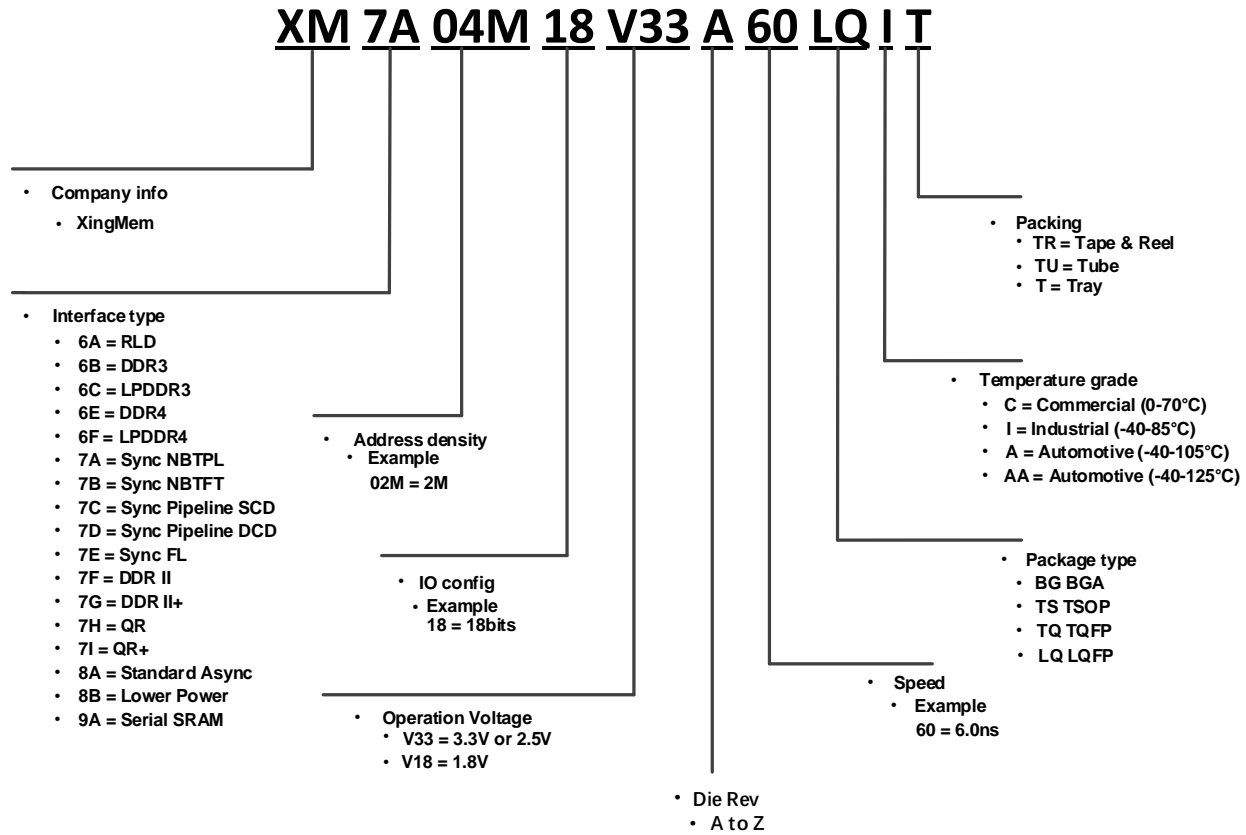 XM 7A 04M 18 V33 A 60 LQ I T
• Company info
• XingMem
• Interface type
• 6A = RLD
• 6B = DDR3
• 6C = LPDDR3
• 6E = DDR4
• 6F = LPDDR4
• 7A = Sync NBTPL
• 7B = Sync NBTFT
• 7C = Sync Pipeline SCD
• 7D = Sync Pipeline DCD
• 7E = Sync FL
• 7F = DDR II
• 7G = DDR II+
• 7H = QR
• 7I = QR+
• 8A = Standard Async
• 8B = Lower Power
• 9A = Serial SRAM
• Address density
• Example
02M = 2M
• IO config
• Example
18 = 18bits
• Operation Voltage
• V33 = 3.3V or 2.5V
• V18 = 1.8V
• Die Rev
• A to Z
• Speed
• Example
60 = 6.0ns
• Package type
• BG BGA
• TS TSOP
• TQ TQFP
• LQ LQFP
• Temperature grade
• C = Commercial (0-70°C)
• I = Industrial (-40-85°C)
• A = Automotive (-40-105°C)
• AA = Automotive (-40-125°C)
• Packing
• TR = Tape & Reel
• TU = Tube
• T = Tray